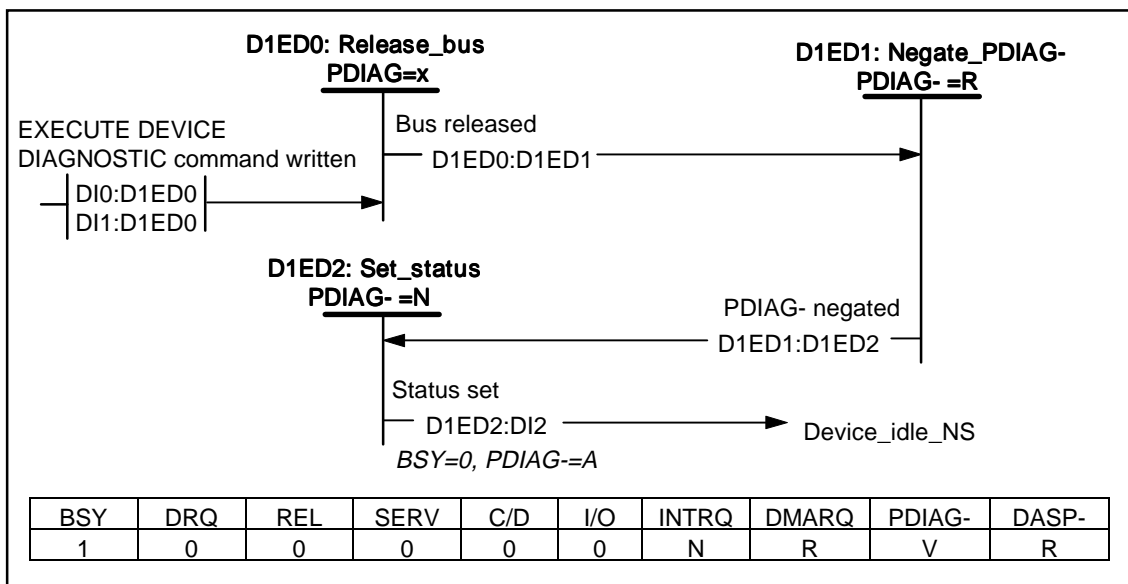 D1ED0: Release_bus
PDIAG=x
D1ED1: Negate_PDIAG-
PDIAG- =R
EXECUTE DEVICE
DIAGNOSTIC command written
DI0:D1ED0
DI1:D1ED0
Bus released
D1ED0:D1ED1
D1ED2: Set_status
PDIAG- =N
PDIAG- negated
D1ED1:D1ED2
Status set
D1ED2:DI2
Device_idle_NS
BSY=0, PDIAG-=A
BSY DRQ REL SERV C/D I/O INTRQ DMARQ PDIAG- DASP-
1 0 0 0 0 0 N R V R